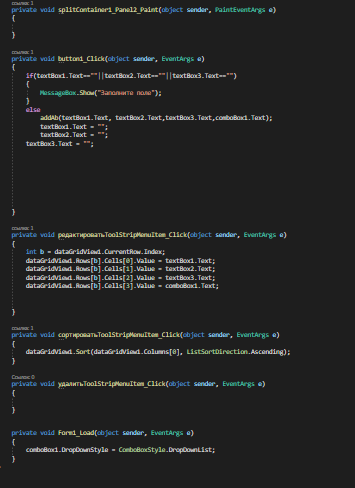 ссылок: 1
private void splitContainer1_Panel2_Paint(object sender, PaintEventArgs e)
{
}
ссылок: 1
private void button1_Click(object sender, EventArgs e)
{
if(textBox1.Text==""||textBox2.Text==""||textBox3.Text=="")
{
MessageBox.Show("Заполните поле");
}
else
addAb(textBox1.Text, textBox2.Text,textBox3.Text,comboBox1.Text);
textBox1.Text = "";
textBox2.Text = "";
textBox3.Text = "";
}
ссылок: 1
private void редактироватьToolStripMenuItem_Click(object sender, EventArgs e)
{
int b = dataGridView1.CurrentRow.Index;
dataGridView1.Rows[b].Cells[0].Value = textBox1.Text;
dataGridView1.Rows[b].Cells[1].Value = textBox2.Text;
dataGridView1.Rows[b].Cells[2].Value = textBox3.Text;
dataGridView1.Rows[b].Cells[3].Value = comboBox1.Text;
}
ссылок: 1
private void сортироватьToolStripMenuItem_Click(object sender, EventArgs e)
{
dataGridView1.Sort(dataGridView1.Columns[0], ListSortDirection.Ascending);
}
Ссылок: 0
private void удалитьToolStripMenuItem_Click(object sender, EventArgs e)
{
}
private void Form1_Load(object sender, EventArgs e)
{
comboBox1.DropDownStyle = ComboBoxStyle.DropDownList;
}